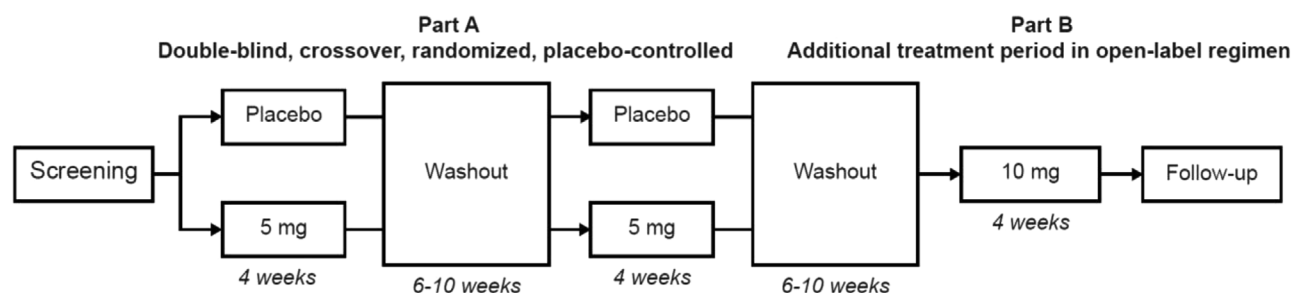 Part A
Double-blind, crossover, randomized, placebo-controlled
Part B
Additional treatment period in open-label regimen
Screening
Placebo
5 mg
4 weeks
Washout
6-10 weeks
Placebo
5 mg
4 weeks
Washout
6-10 weeks
10 mg
4 weeks
Follow-up